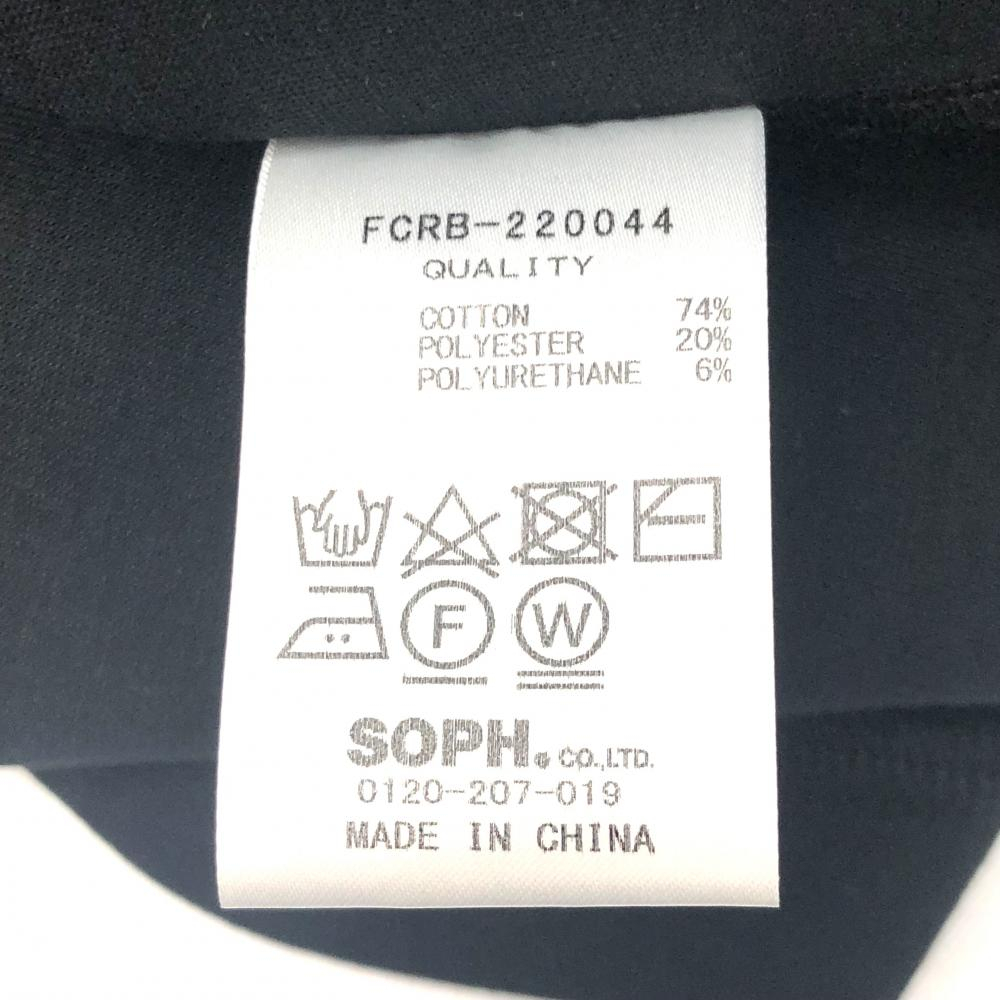 FCRB-220044
QUALITY
COTTON 74%
POLYESTER 20%
POLYURETHANE 6%
F W
SOPH. CO.,LTD.
0120-207-019
MADE IN CHINA